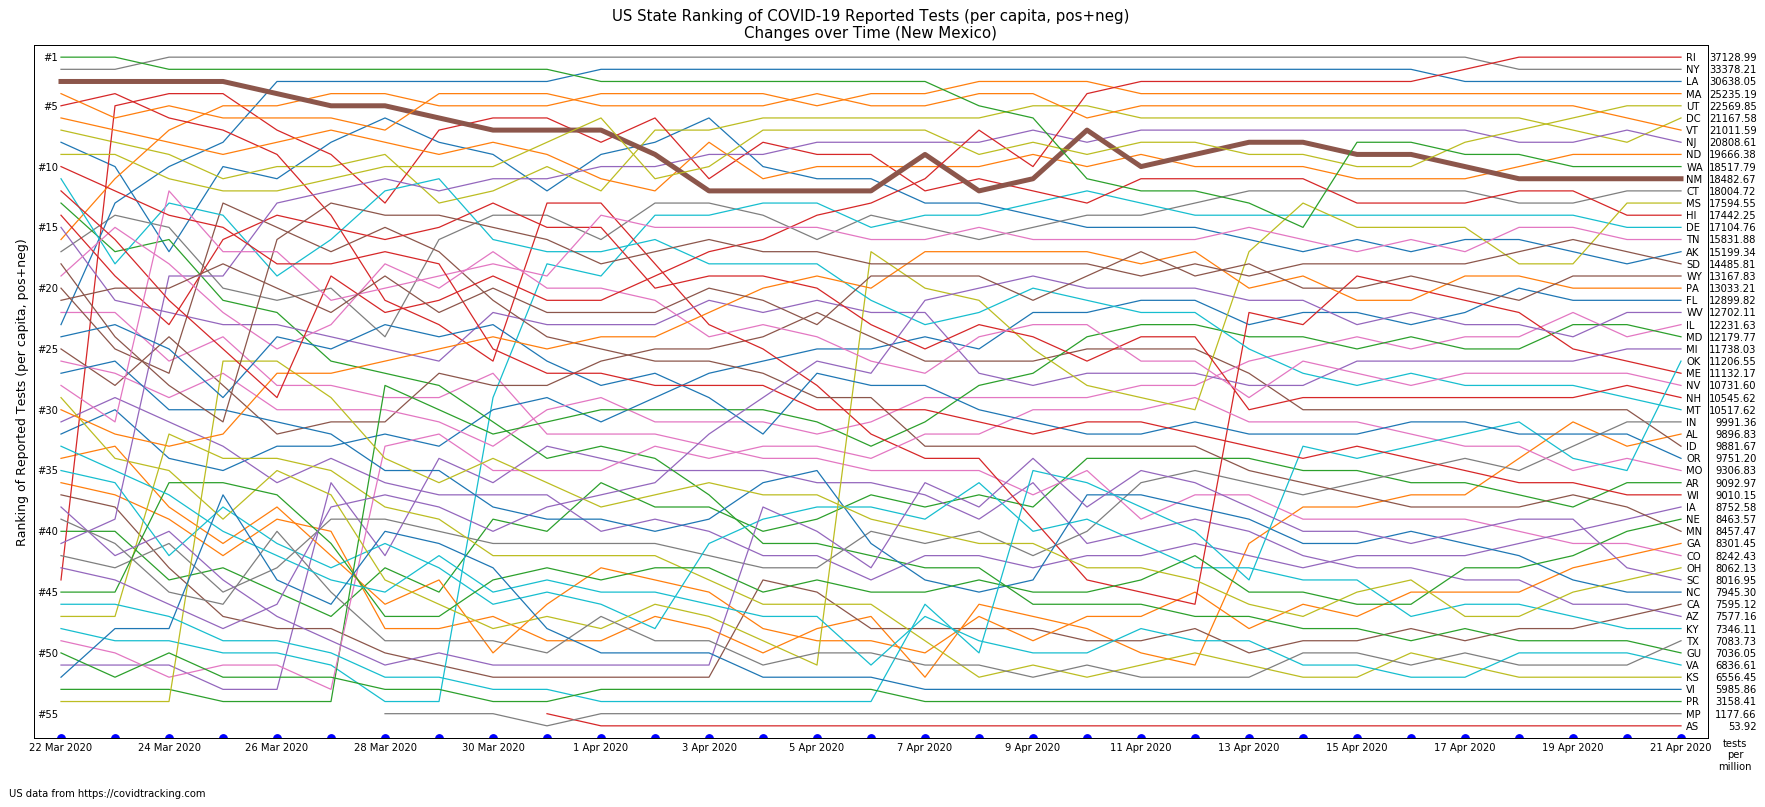 US State Ranking of COVID-19 Reported Tests (per capita, pos+neg)
Changes over Time (New Mexico)
Ranking of Reported Tests (per capita, pos+neg)
#1
#5
#10
#15
#20
#25
#30
#35
#40
#45
#50
#55
RI 37128.99
NY 33378.21
LA 30638.05
MA 25235.19
UT 22569.85
DC 21167.58
VT 21011.59
NJ 20808.61
ND 19666.38
WA 18517.79
NM 18482.67
CT 18004.72
MS 17594.55
HI 17442.25
DE 17104.76
TN 15831.88
AK 15199.34
SD 14485.81
WY 13167.83
PA 13033.21
FL 12899.82
WV 12702.11
IL 12231.63
MD 12179.77
MI 11738.03
OK 11206.55
ME 11132.17
NV 10731.60
NH 10545.62
MT 10517.62
IN 9991.36
AL 9896.83
ID 9881.67
OR 9751.20
MO 9306.83
AR 9092.97
WI 9010.15
IA 8752.58
NE 8463.57
MN 8457.47
GA 8301.45
CO 8242.43
OH 8062.13
SC 8016.95
NC 7945.30
CA 7595.12
AZ 7577.16
KY 7346.11
TX 7083.73
GU 7036.05
VA 6836.61
KS 6556.45
VI 5985.86
PR 3158.41
MP 1177.66
AS 53.92
22 Mar 2020
24 Mar 2020
26 Mar 2020
28 Mar 2020
30 Mar 2020
1 Apr 2020
3 Apr 2020
5 Apr 2020
7 Apr 2020
9 Apr 2020
11 Apr 2020
13 Apr 2020
15 Apr 2020
17 Apr 2020
19 Apr 2020
21 Apr 2020
tests
per
million
US data from https://covidtracking.com